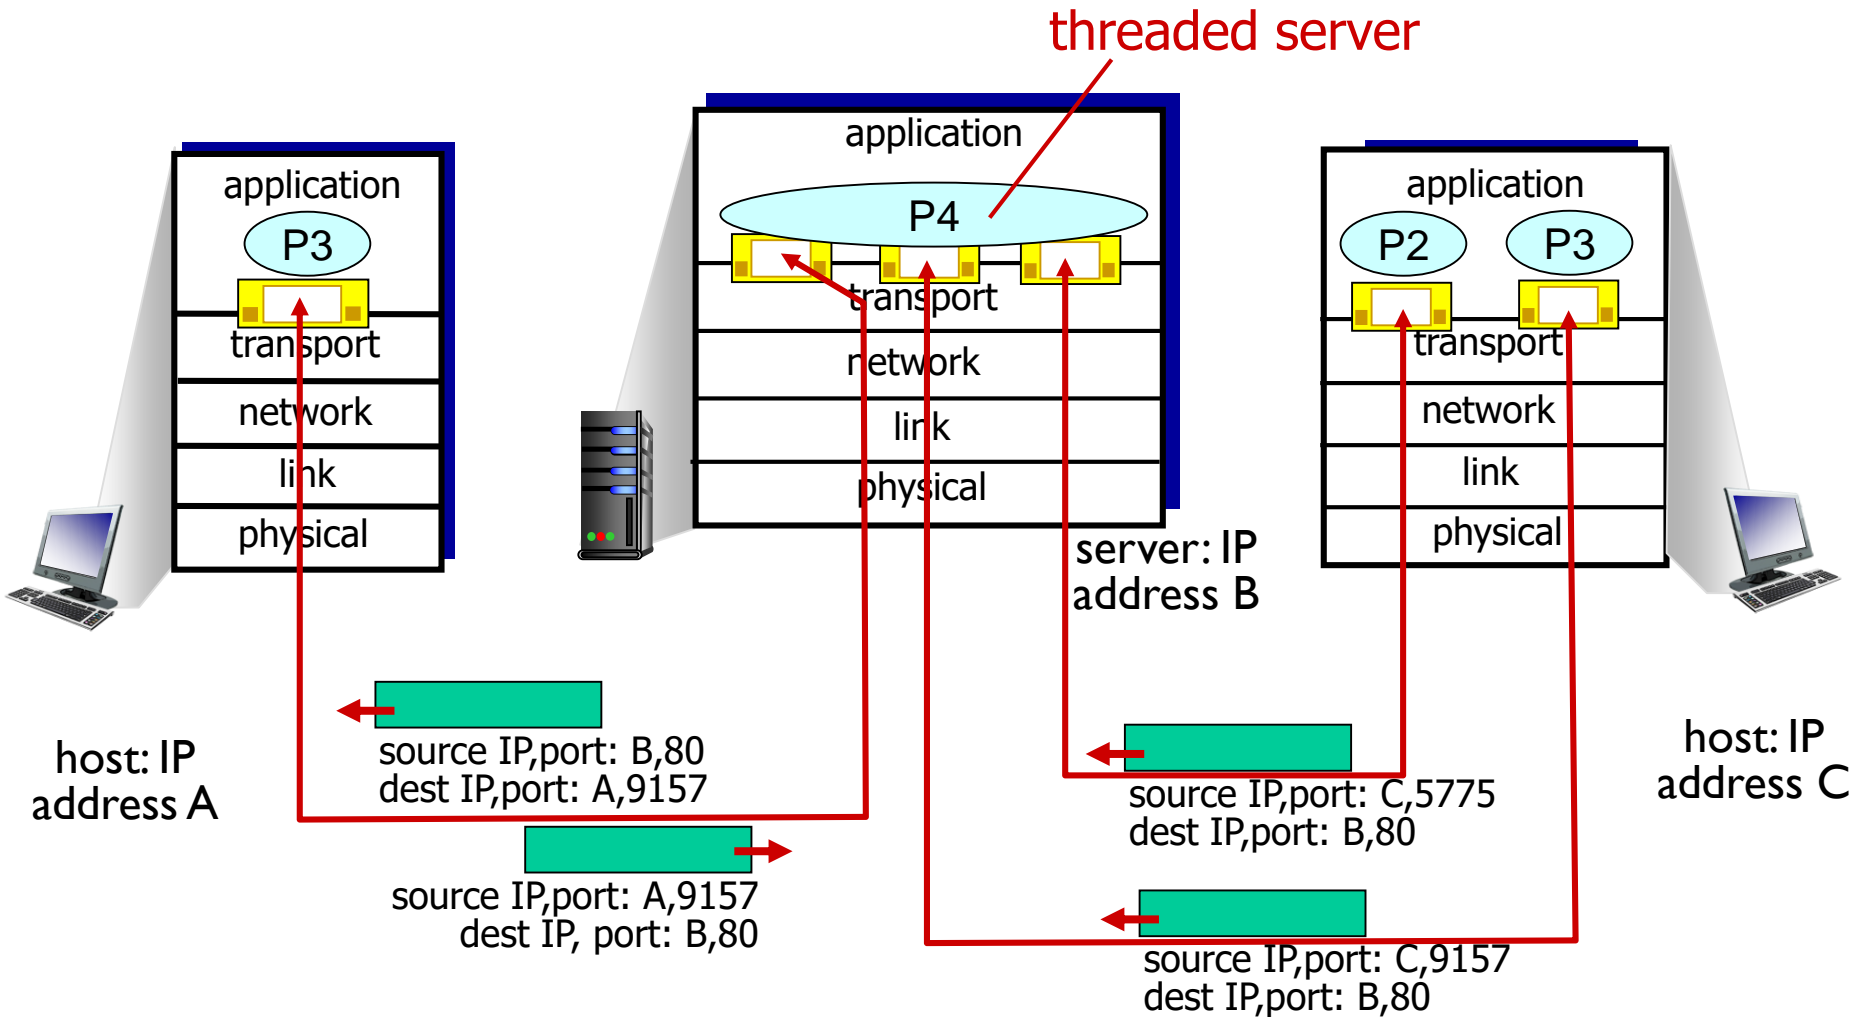 threaded server
application
P3
transport
network
link
physical
application
P4
transport
network
link
physical
application
P2
P3
transport
network
link
physical
server: IP
address B
host: IP
address A
source IP,port: B,80
dest IP,port: A,9157
source IP,port: A,9157
dest IP, port: B,80
source IP,port: C,5775
dest IP,port: B,80
source IP,port: C,9157
dest IP,port: B,80
host: IP
address C